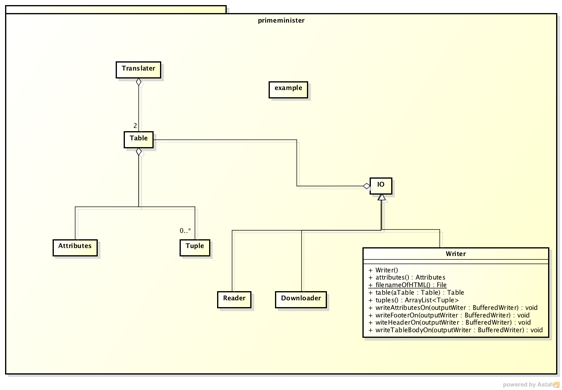 primeminister
Translater
example
2
Table
IO
0..*
Attributes
Tuple
Writer
+ Writer()
+ attributes() : Attributes
+ filenameOfHTML() : File
+ table(aTable : Table) : Table
+ tuples() : ArrayList<Tuple>
+ writeAttributesOn(outputWiter : BufferedWriter) : void
+ writeFooterOn(outputWriter : BufferedWriter) : void
+ witeHeaderOn(outputWriter : BufferedWriter) : void
+ writeTableBodyOn(outputWriter : BufferedWriter) : void
Reader
Downloader
powered by Astah